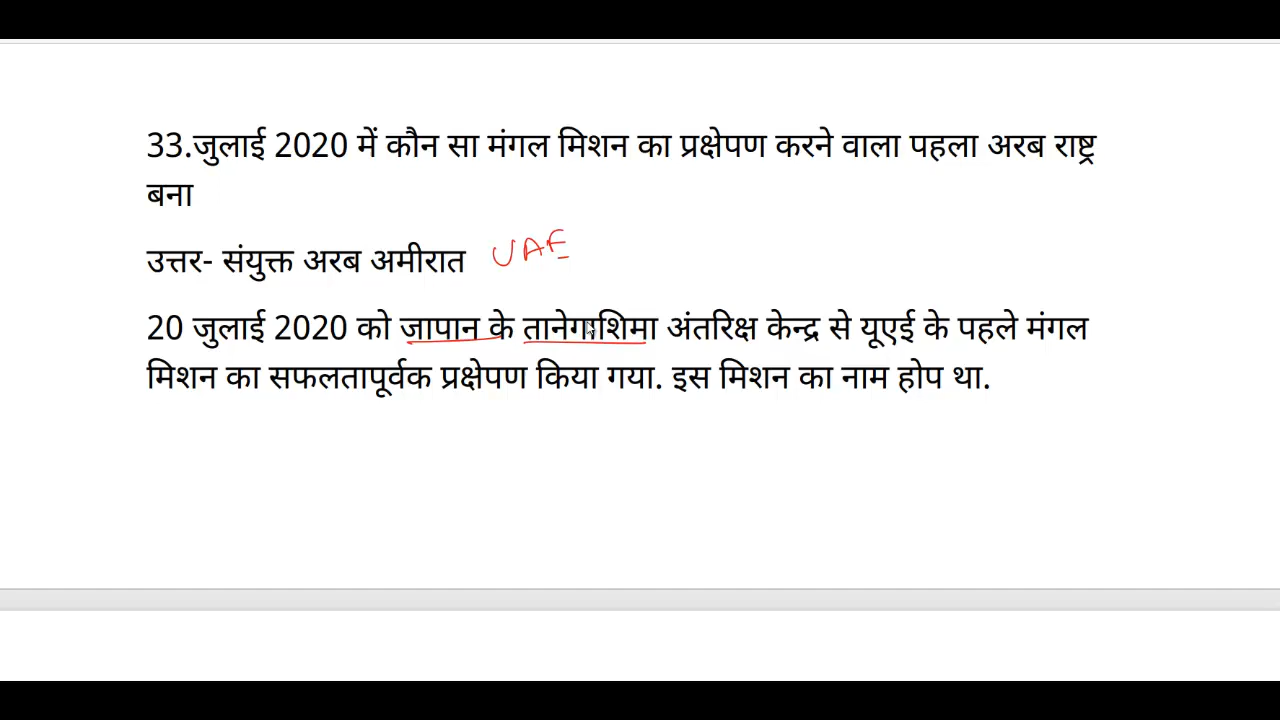 33.जुलाई 2020 में कौन सा मंगल मिशन का प्रक्षेपण करने वाला पहला अरब राष्ट्र
बना
उत्तर- संयुक्त अरब अमीरात UAE
20 जुलाई 2020 को जापान के तानेगाशिमा अंतरिक्ष केन्द्र से यूएई के पहले मंगल
मिशन का सफलतापूर्वक प्रक्षेपण किया गया. इस मिशन का नाम होप था.